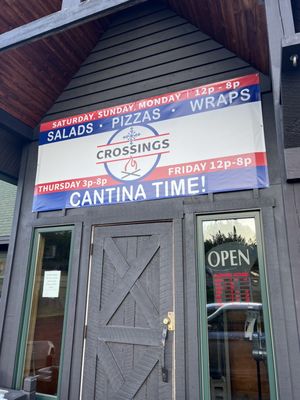 SATURDAY, SUNDAY, MONDAY | 12p - 8p
SALADS • PIZZAS • WRAPS
CROSSINGS
THURSDAY 3p-8p
FRIDAY 12p-8p
CANTINA TIME!
OPEN